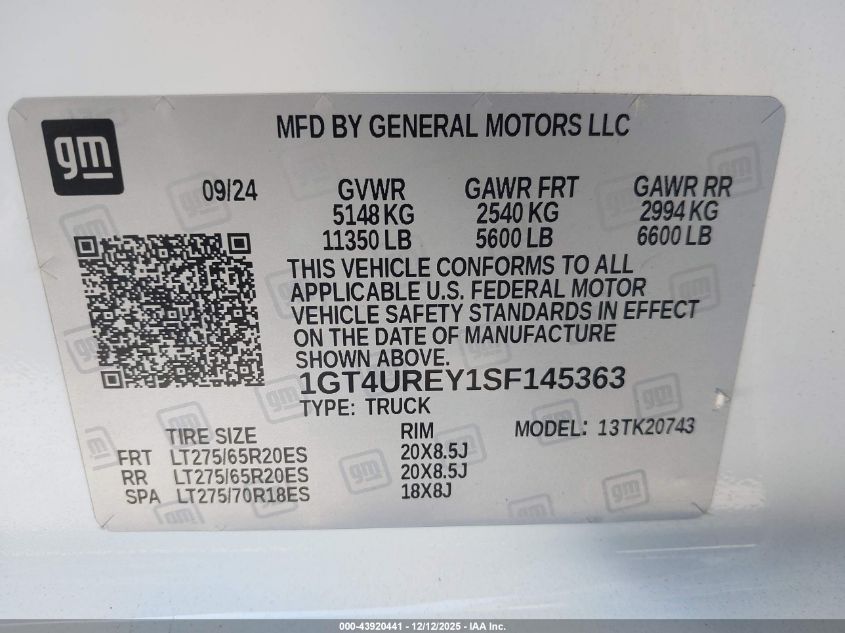 gm
MFD BY GENERAL MOTORS LLC
09/24 GVWR GAWR FRT GAWR RR
5148 KG 2540 KG 2994 KG
11350 LB 5600 LB 6600 LB
THIS VEHICLE CONFORMS TO ALL
APPLICABLE U.S. FEDERAL MOTOR
VEHICLE SAFETY STANDARDS IN EFFECT
ON THE DATE OF MANUFACTURE
SHOWN ABOVE.
1GT4UREY1SF145363
TYPE: TRUCK
TIRE SIZE RIM MODEL: 13TK20743
FRT LT275/65R20ES 20X8.5J
RR LT275/65R20ES 20X8.5J
SPA LT275/70R18ES 18X8J
000-43920441 - 12/12/2025 - IAA Inc.